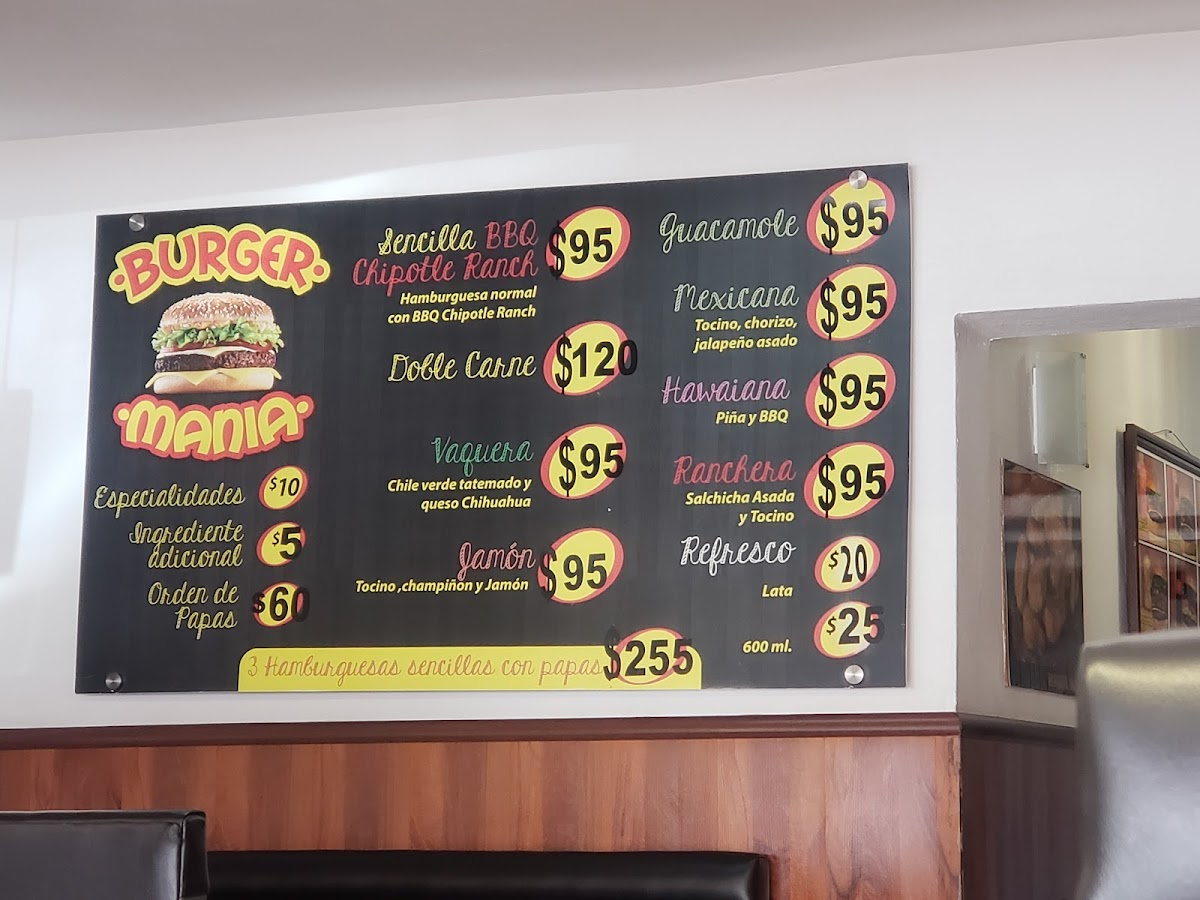 BURGER
MANIA
Especialidades $10
Ingrediente
adicional $5
Orden de
Papas $60
Sencilla BBQ
Chipotle Ranch $95
Hamburguesa normal
con BBQ Chipotle Ranch
Doble Carne $120
Vaquera $95
Chile verde tatemado y
queso Chihuahua
Jamón $95
Tocino ,champiñon y Jamón
Guacamole $95
Mexicana $95
Tocino, chorizo,
jalapeño asado
Hawaiana $95
Piña y BBQ
Ranchera $95
Salchicha Asada
y Tocino
Refresco $20
Lata
600 ml. $25
3 Hamburguesas sencillas con papas $255